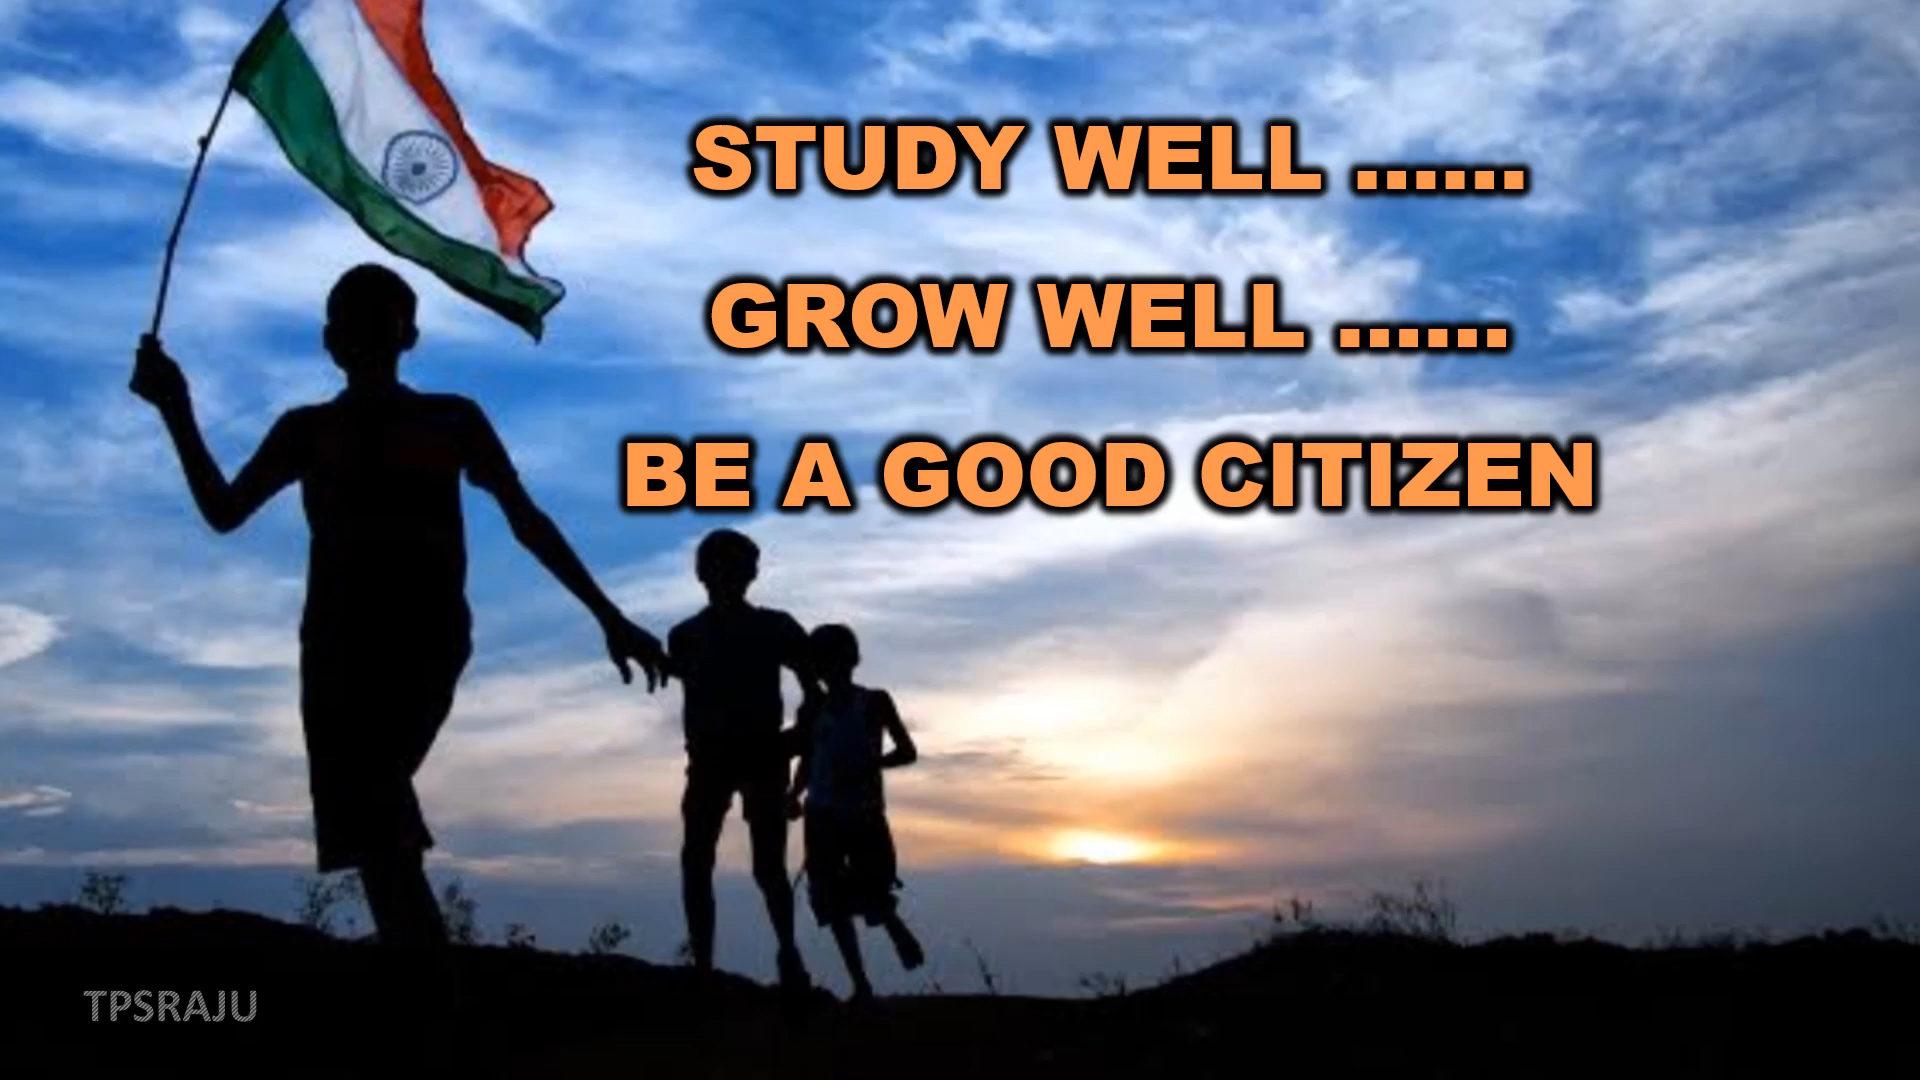 STUDY WELL ......
GROW WELL ......
BE A GOOD CITIZEN
TPSRAJU